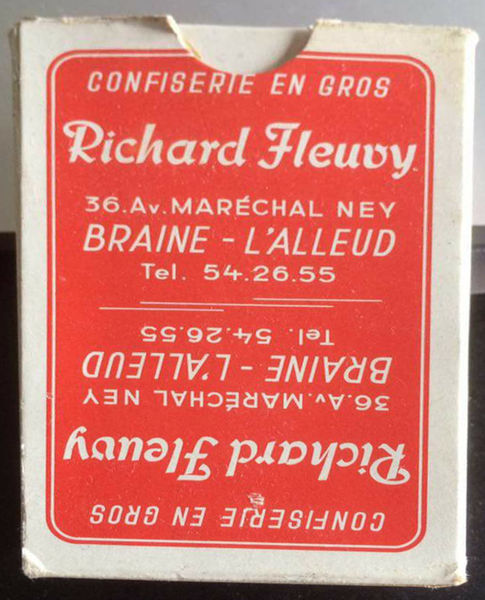 CONFISERIE EN GROS
Richard Fleuvy
36.Av. MARÉCHAL NEY
BRAINE - L'ALLEUD
Tel. 54.26.55
Tel. 54.26.55
BRAINE - L'ALLEUD
36.Av. MARÉCHAL NEY
Richard Fleuvy
CONFISERIE EN GROS